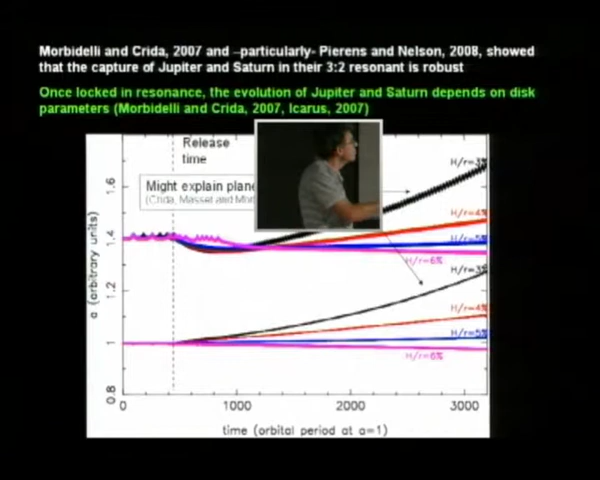 Morbidelli and Crida, 2007 and –particularly- Pierens and Nelson, 2008, showed
that the capture of Jupiter and Saturn in their 3:2 resonant is robust
Once locked in resonance, the evolution of Jupiter and Saturn depends on disk
parameters (Morbidelli and Crida, 2007, Icarus, 2007)
Release
time
Might explain
(Crida, Masset and
H/r=3%
H/r=4%
H/r=5%
H/r=6%
H/r=3%
H/r=4%
H/r=5%
H/r=6%
a (arbitrary units)
1.6
1.4
1.2
1
0.8
0
1000
2000
3000
time (orbital period at a=1)